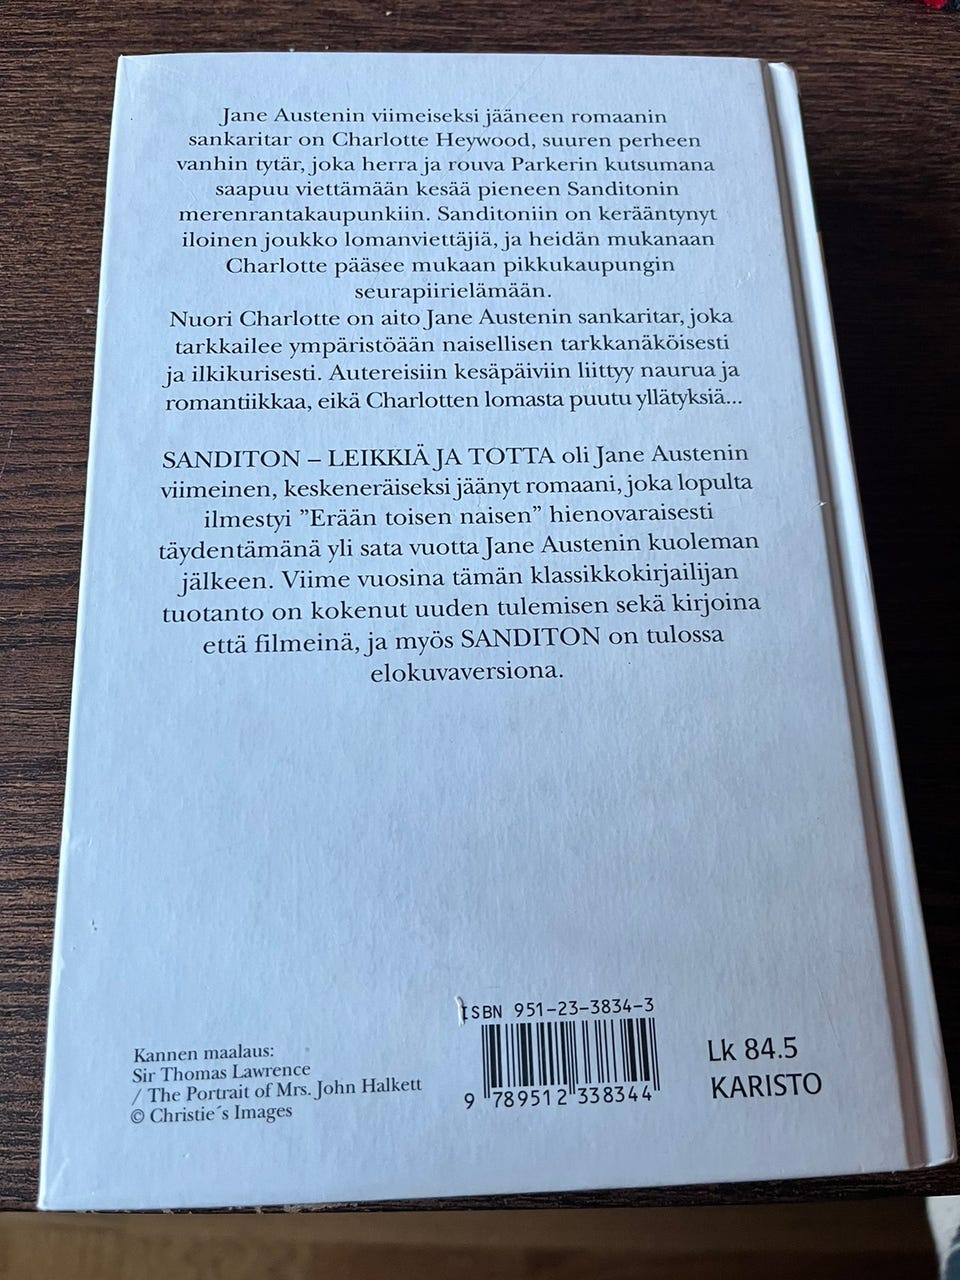 Jane Austenin viimeiseksi jääneen romaanin
sankaritar on Charlotte Heywood, suuren perheen
vanhin tytär, joka herra ja rouva Parkerin kutsumana
saapuu viettämään kesää pieneen Sanditonin
merenrantakaupunkiin. Sanditoniin on kerääntynyt
iloinen joukko lomanviettäjiä, ja heidän mukanaan
Charlotte pääsee mukaan pikkukaupungin
seurapiirielämään.
Nuori Charlotte on aito Jane Austenin sankaritar, joka
tarkkailee ympäristöään naisellisen tarkkanäköisesti
ja ilkikurisesti. Autereisiin kesäpäiviin liittyy naurua ja
romantiikkaa, eikä Charlotten lomasta puutu yllätyksiä...
SANDITON – LEIKKIÄ JA TOTTA oli Jane Austenin
viimeinen, keskeneräiseksi jäänyt romaani, joka lopulta
ilmestyi ”Erään toisen naisen” hienovaraisesti
täydentämänä yli sata vuotta Jane Austenin kuoleman
jälkeen. Viime vuosina tämän klassikkokirjailijan
tuotanto on kokenut uuden tulemisen sekä kirjoina
että filmeinä, ja myös SANDITON on tulossa
elokuvaversiona.
Kannen maalaus:
Sir Thomas Lawrence
/ The Portrait of Mrs. John Halkett
© Christie´s Images
ISBN 951-23-3834-3
9 789512 338344
Lk 84.5
KARISTO